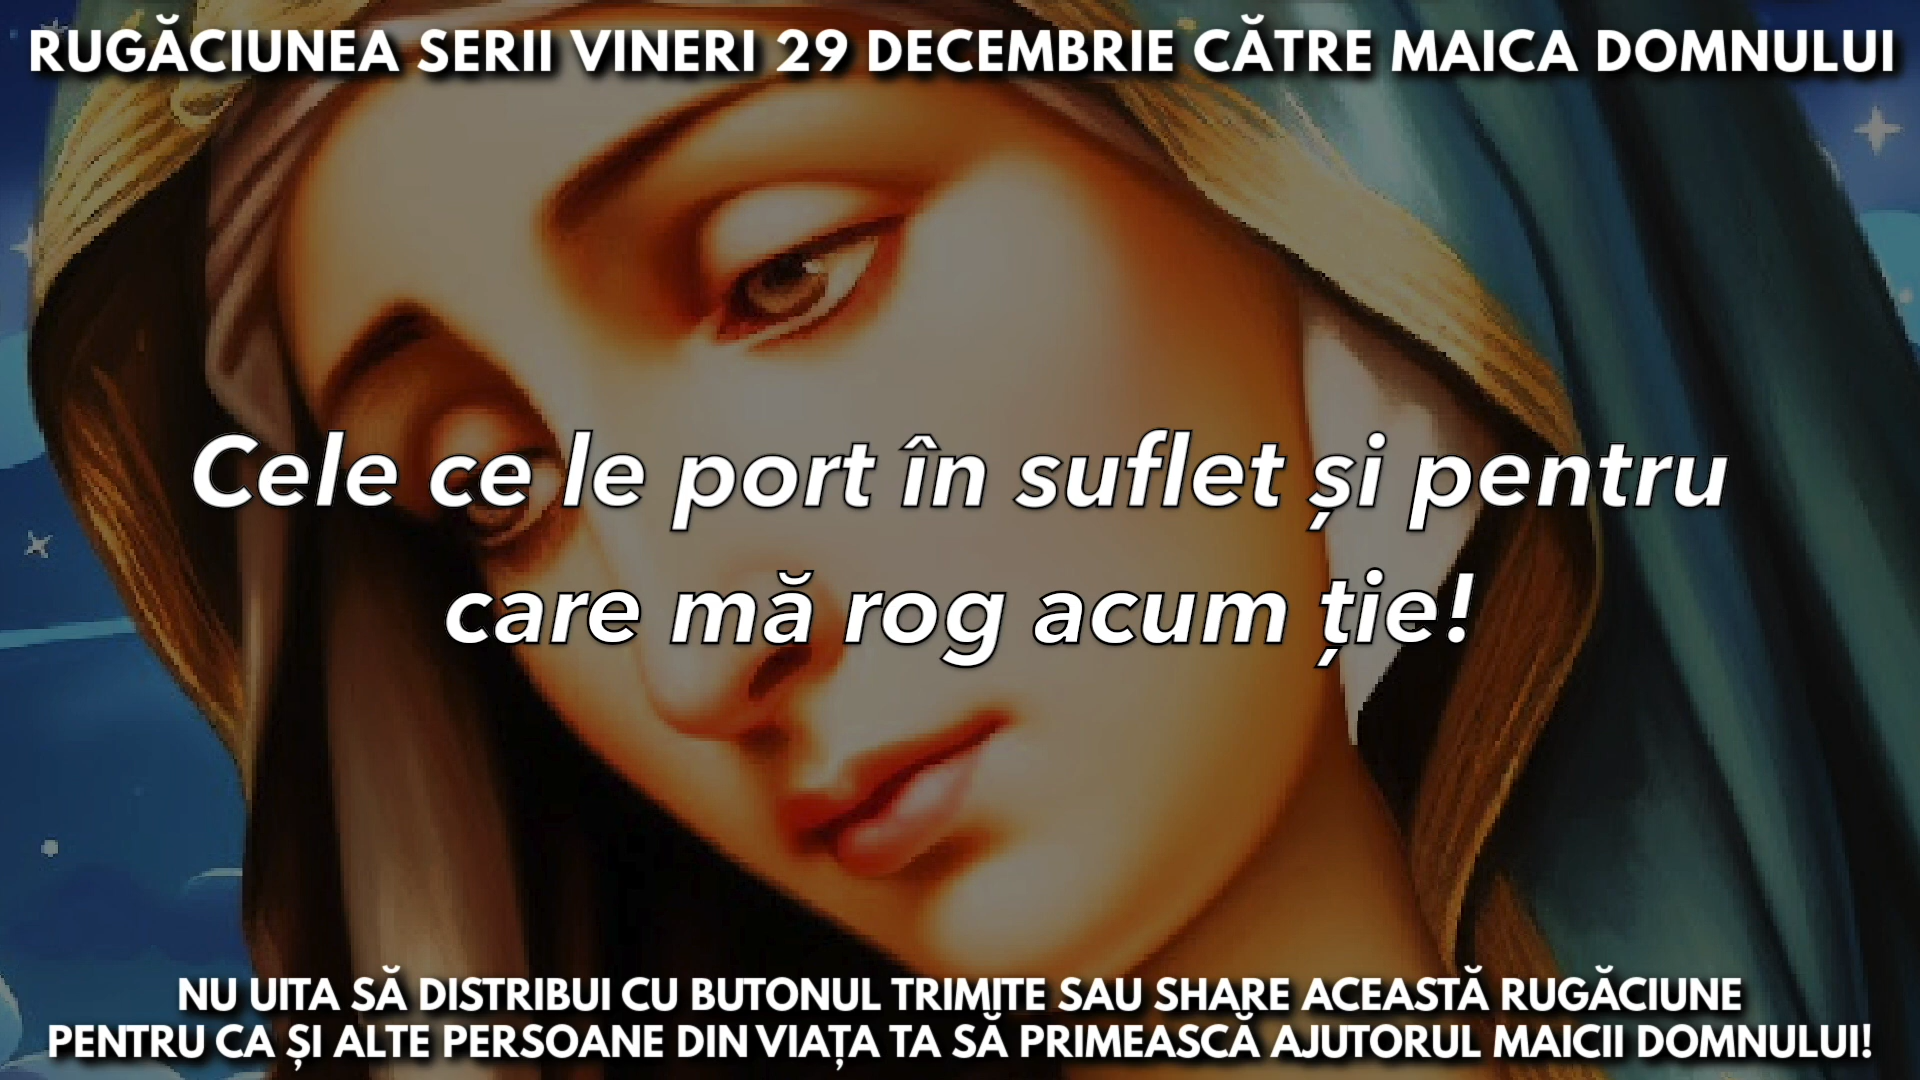 RUGĂCIUNEA SERII VINERI 29 DECEMBRIE CĂTRE MAICA DOMNULUI
Cele ce le port în suflet și pentru
care mă rog acum ție!
NU UITA SĂ DISTRIBUI CU BUTONUL TRIMITE SAU SHARE ACEASTĂ RUGĂCIUNE
PENTRU CA ȘI ALTE PERSOANE DIN VIAȚA TA SĂ PRIMEASCĂ AJUTORUL MAICII DOMNULUI!